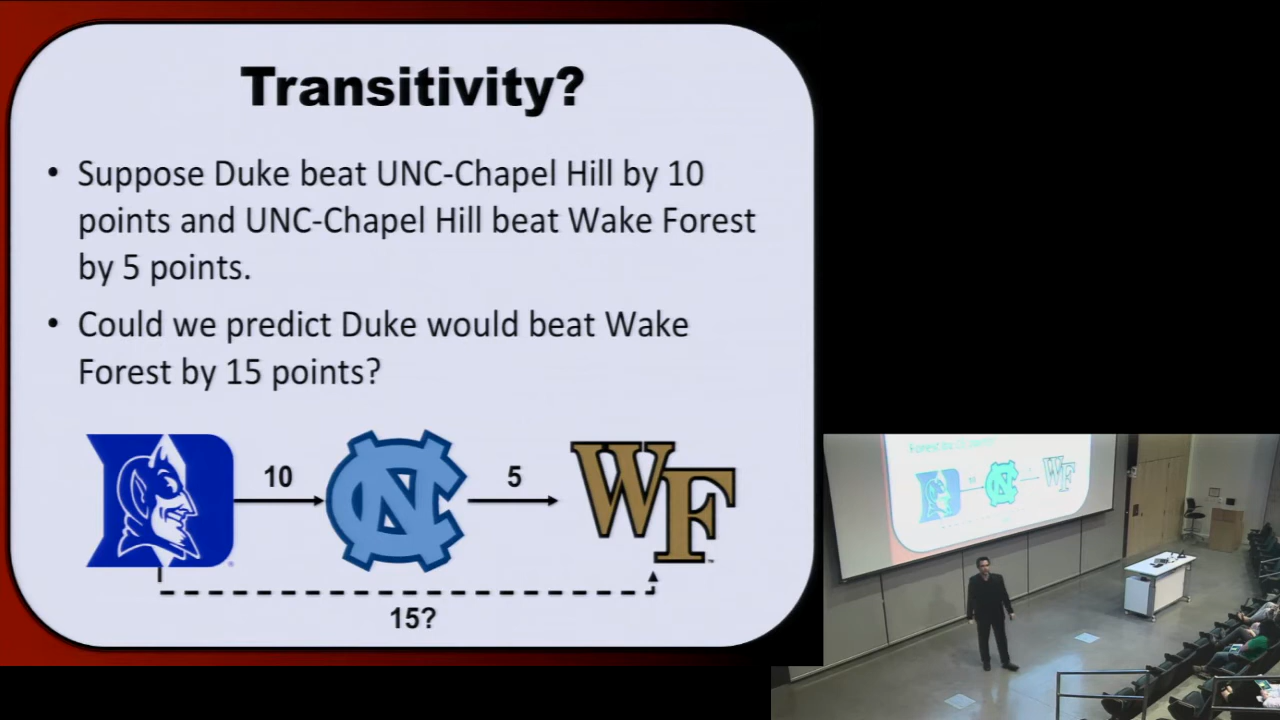 Transitivity?
• Suppose Duke beat UNC-Chapel Hill by 10
points and UNC-Chapel Hill beat Wake Forest
by 5 points.
• Could we predict Duke would beat Wake
Forest by 15 points?
10
5
D
NC
WF
15?